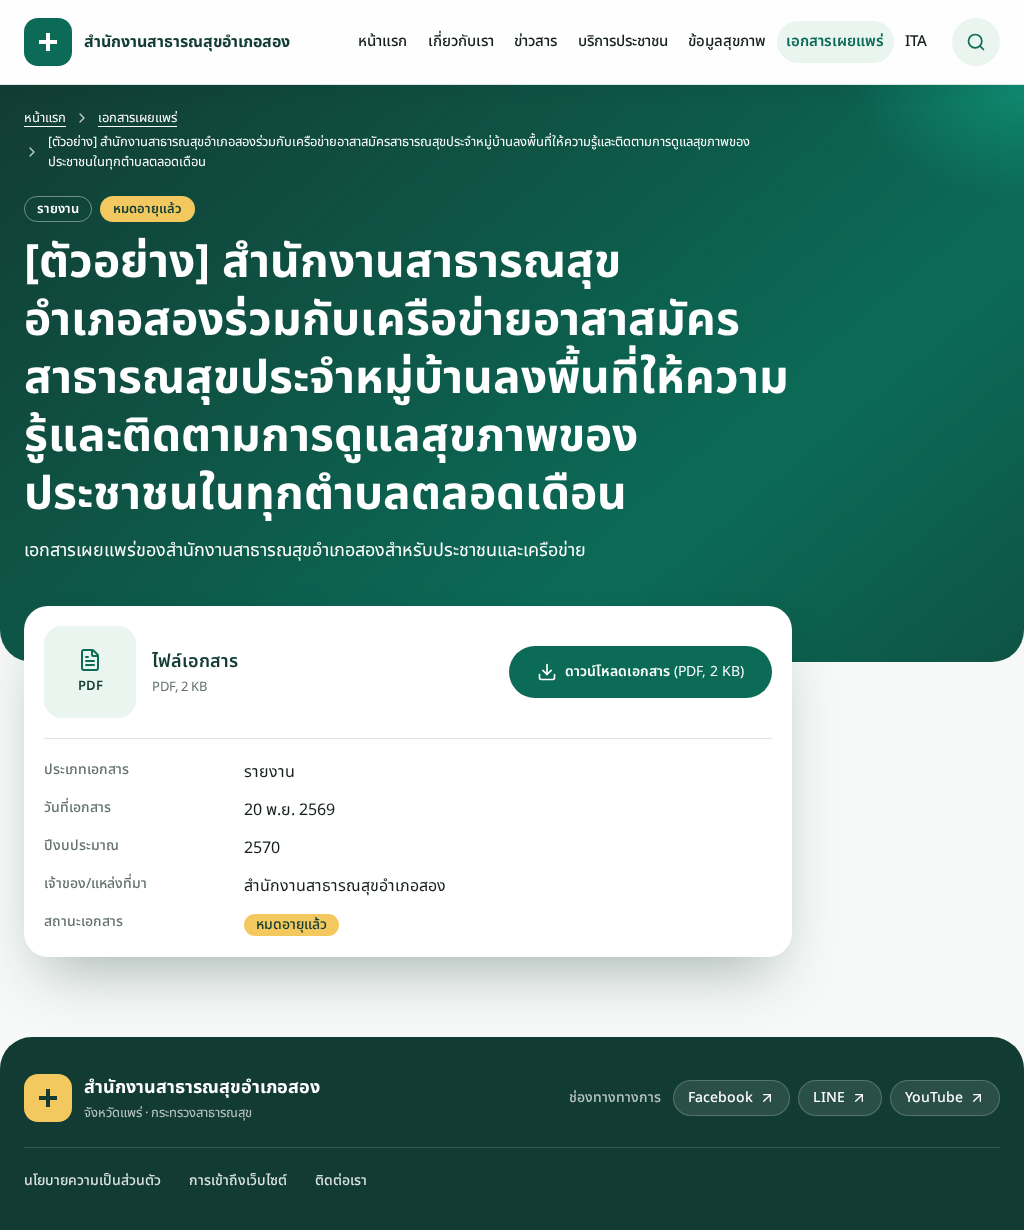 สำนักงานสาธารณสุขอำเภอสอง
หน้าแรก เกี่ยวกับเรา ข่าวสาร บริการประชาชน ข้อมูลสุขภาพ เอกสารเผยแพร่ ITA
หน้าแรก เอกสารเผยแพร่
[ตัวอย่าง] สำนักงานสาธารณสุขอำเภอสองร่วมกับเครือข่ายอาสาสมัครสาธารณสุขประจำหมู่บ้านลงพื้นที่ให้ความรู้และติดตามการดูแลสุขภาพของ
ประชาชนในทุกตำบลตลอดเดือน
รายงาน หมดอายุแล้ว
[ตัวอย่าง] สำนักงานสาธารณสุข
อำเภอสองร่วมกับเครือข่ายอาสาสมัคร
สาธารณสุขประจำหมู่บ้านลงพื้นที่ให้ความ
รู้และติดตามการดูแลสุขภาพของ
ประชาชนในทุกตำบลตลอดเดือน
เอกสารเผยแพร่ของสำนักงานสาธารณสุขอำเภอสองสำหรับประชาชนและเครือข่าย
PDF
ไฟล์เอกสาร
PDF, 2 KB
ดาวน์โหลดเอกสาร (PDF, 2 KB)
ประเภทเอกสาร รายงาน
วันที่เอกสาร 20 พ.ย. 2569
ปีงบประมาณ 2570
เจ้าของ/แหล่งที่มา สำนักงานสาธารณสุขอำเภอสอง
สถานะเอกสาร หมดอายุแล้ว
สำนักงานสาธารณสุขอำเภอสอง
จังหวัดแพร่ · กระทรวงสาธารณสุข
ช่องทางทางการ Facebook LINE YouTube
นโยบายความเป็นส่วนตัว การเข้าถึงเว็บไซต์ ติดต่อเรา